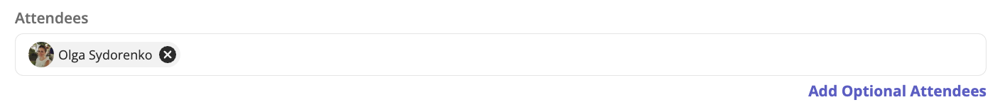 Attendees
Olga Sydorenko
Add Optional Attendees